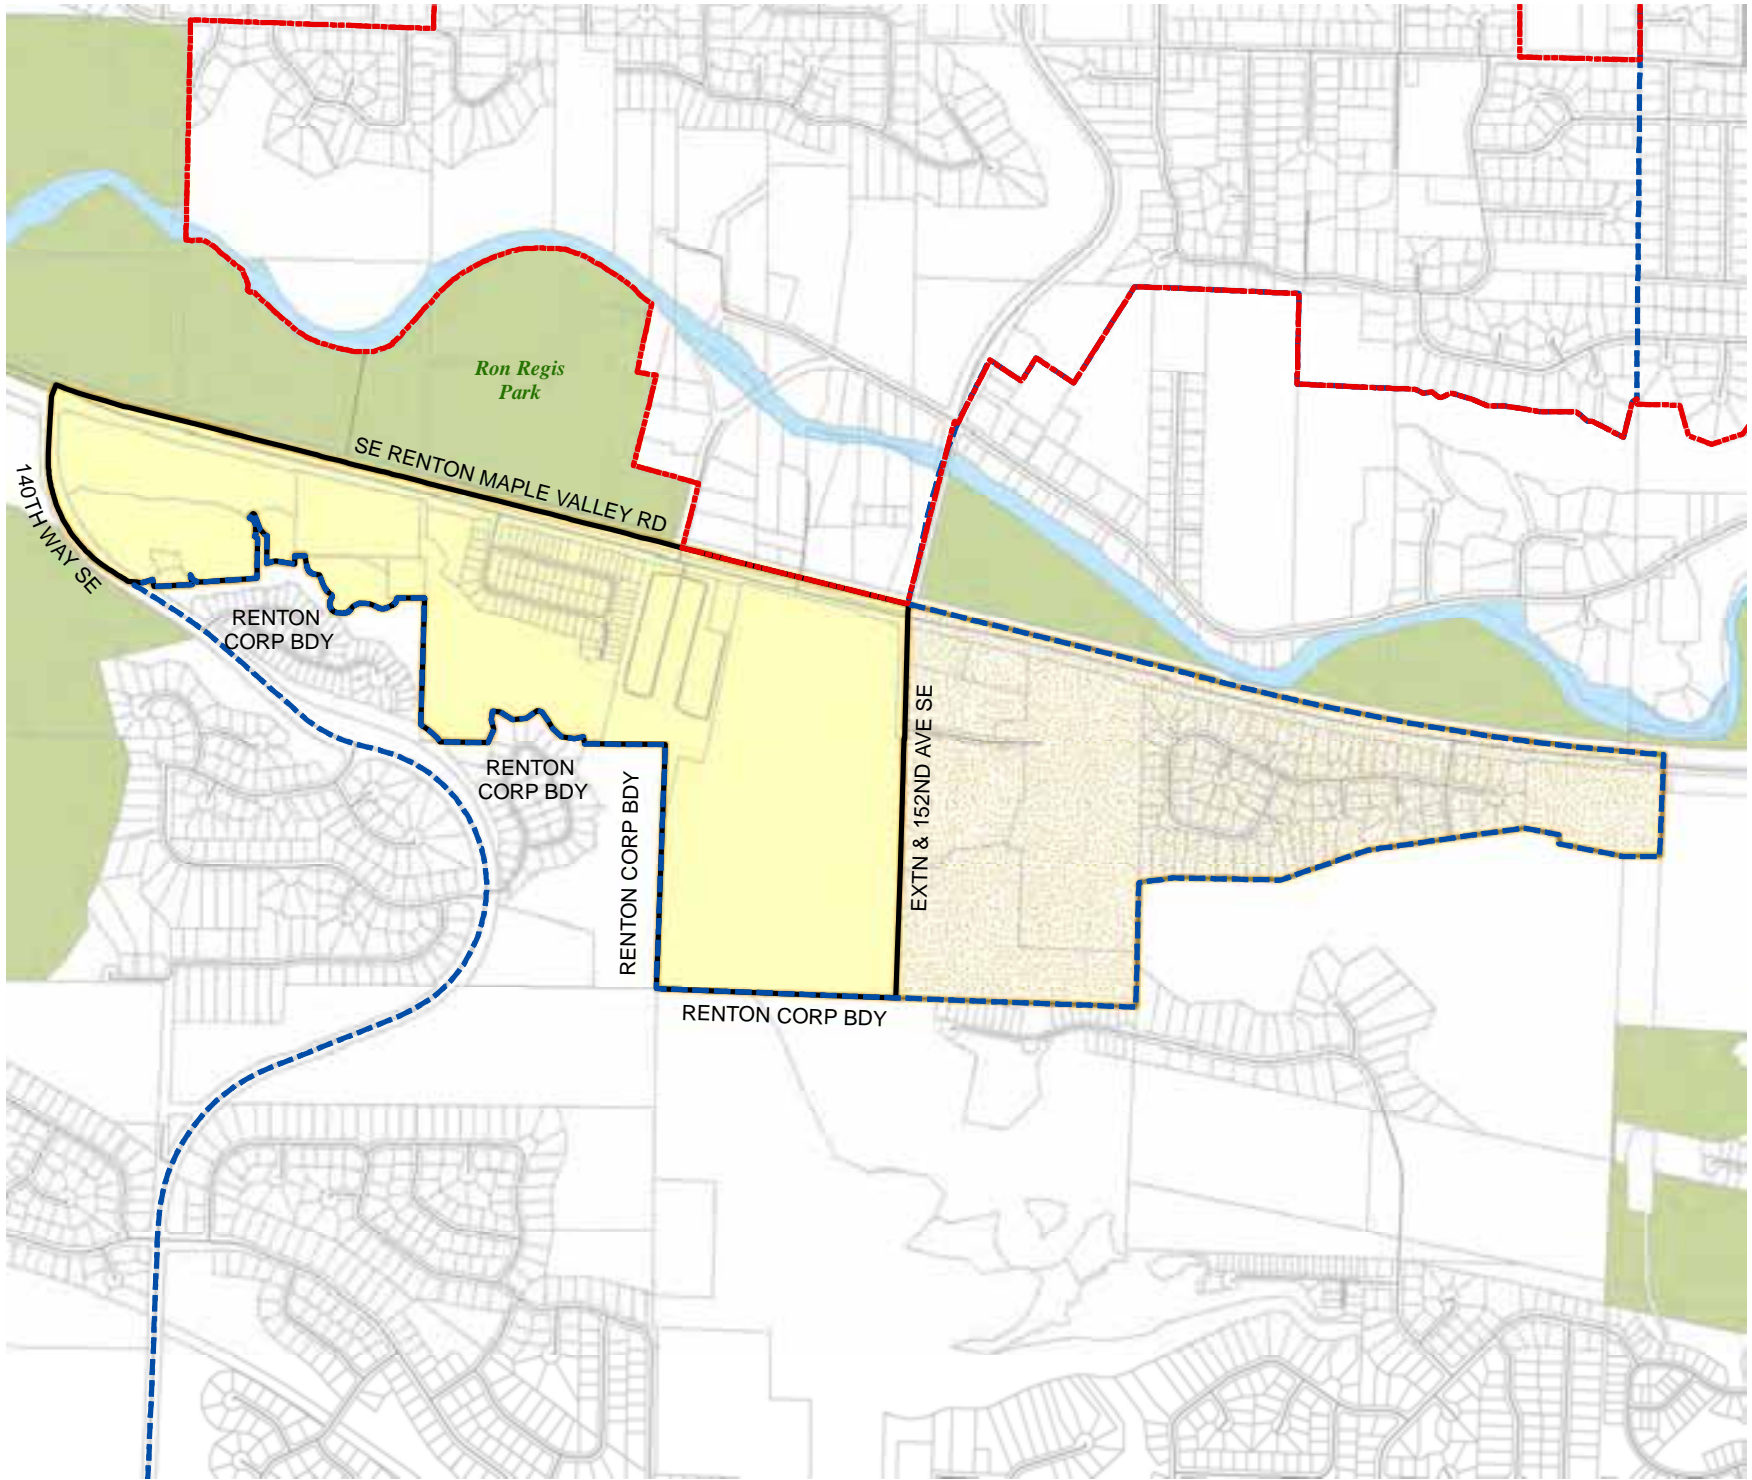 Ron Regis
Park
SE RENTON MAPLE VALLEY RD
140TH WAY SE
RENTON
CORP BDY
RENTON
CORP BDY
RENTON CORP BDY
EXTN & 152ND AVE SE
RENTON CORP BDY